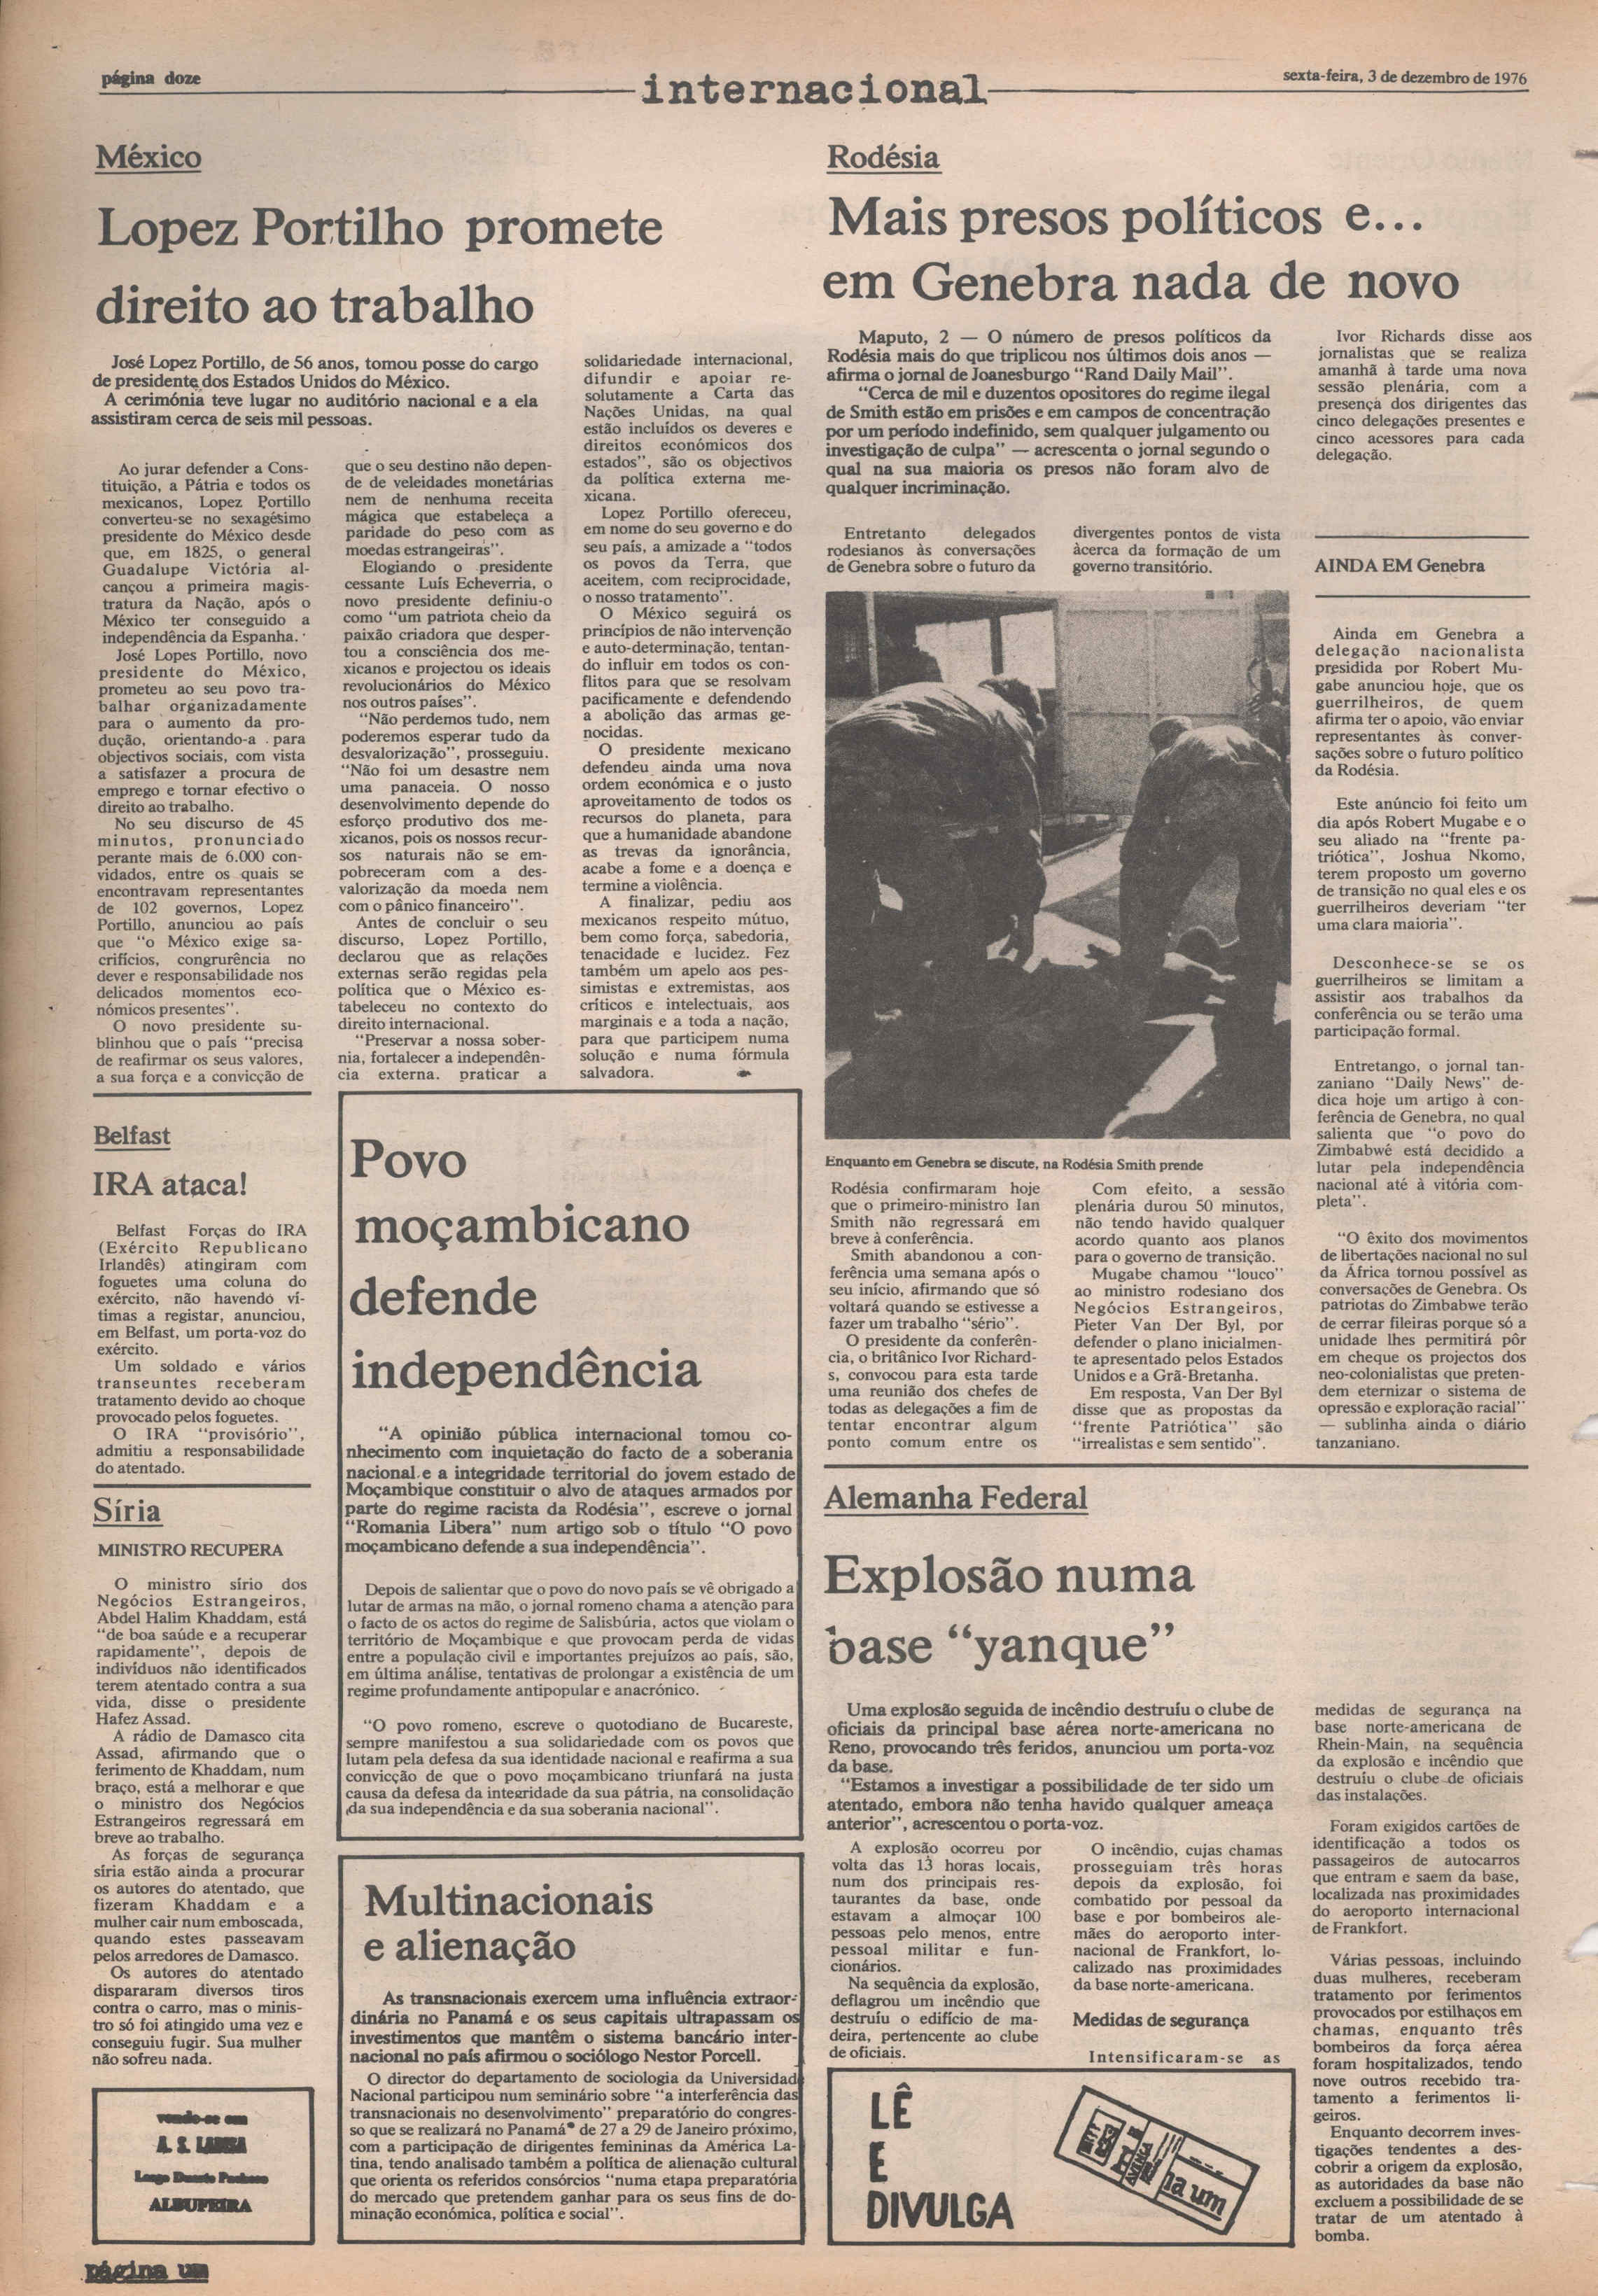 página doze
internacional
sexta-feira, 3 de dezembro de 1976
México
Lopez Portilho promete
direito ao trabalho
José Lopez Portillo, de 56 anos, tomou posse do cargo
de presidente dos Estados Unidos do México.
A cerimónia teve lugar no auditório nacional e a ela
assistiram cerca de seis mil pessoas.
Ao jurar defender a Cons-
tituição, a Pátria e todos os
mexicanos, Lopez Portillo
converteu-se no sexagésimo
presidente do México desde
que, em 1825, o general
Guadalupe Victória al-
cançou a primeira magis-
tratura da Nação, após o
México ter conseguido a
independência da Espanha.
José Lopes Portillo, novo
presidente do México,
prometeu ao seu povo tra-
balhar organizadamente
para o aumento da pro-
dução, orientando-a para
objectivos sociais, com vista
a satisfazer a procura de
emprego e tornar efectivo o
direito ao trabalho.
No seu discurso de 45
minutos, pronunciado
perante mais de 6.000 con-
vidados, entre os quais se
encontravam representantes
de 102 governos, Lopez
Portillo, anunciou ao país
que "o México exige sa-
crifícios, congruência no
dever e responsabilidade nos
delicados momentos eco-
nómicos presentes".
O novo presidente su-
blinhou que o país "precisa
de reafirmar os seus valores,
a sua força e a convicção de
que o seu destino não depen-
de de veleidades monetárias
nem de nenhuma receita
mágica que estabeleça a
paridade do peso com as
moedas estrangeiras".
Elogiando o presidente
cessante Luís Echeverria, o
novo presidente definiu-o
como "um patriota cheio da
paixão criadora que desper-
tou a consciência dos me-
xicanos e projectou os ideais
revolucionários do México
nos outros países".
"Não perdemos tudo, nem
poderemos esperar tudo da
desvalorização", prosseguiu.
"Não foi um desastre nem
uma panaceia. O nosso
desenvolvimento depende do
esforço produtivo dos me-
xicanos, pois os nossos recur-
sos naturais não se em-
pobreceram com a des-
valorização da moeda nem
com o pânico financeiro".
Antes de concluir o seu
discurso, Lopez Portillo,
declarou que as relações
externas serão regidas pela
política que o México es-
tabeleceu no contexto do
direito internacional.
"Preservar a nossa sober-
nia, fortalecer a independên-
cia externa, praticar a
solidariedade internacional,
difundir e apoiar re-
solutamente a Carta das
Nações Unidas, na qual
estão incluídos os deveres e
direitos económicos dos
estados", são os objectivos
da política externa me-
xicana.
Lopez Portillo ofereceu,
em nome do seu governo e do
seu país, a amizade a "todos
os povos da Terra, que
aceitem, com reciprocidade,
o nosso tratamento".
O México seguirá os
princípios de não intervenção
e auto-determinação, tentan-
do influir em todos os con-
flitos para que se resolvam
pacificamente e defendendo
a abolição das armas ge-
nocidas.
O presidente mexicano
defendeu ainda uma nova
ordem económica e o justo
aproveitamento de todos os
recursos do planeta, para
que a humanidade abandone
as trevas da ignorância,
acabe a fome e a doença e
termine a violência.
A finalizar, pediu aos
mexicanos respeito mútuo,
bem como força, sabedoria,
tenacidade e lucidez. Fez
também um apelo aos pes-
simistas e extremistas, aos
críticos e intelectuais, aos
marginais e a toda a nação,
para que participem numa
solução e numa fórmula
salvadora.
Belfast
IRA ataca!
Belfast Forças do IRA
(Exército Republicano
Irlandês) atingiram com
foguetes uma coluna do
exército, não havendo ví-
timas a registar, anunciou,
em Belfast, um porta-voz do
exército.
Um soldado e vários
transeuntes receberam
tratamento devido ao choque
provocado pelos foguetes.
O IRA "provisório",
admitiu a responsabilidade
do atentado.
Síria
MINISTRO RECUPERA
O ministro sírio dos
Negócios Estrangeiros,
Abdel Halim Khaddam, está
"de boa saúde e a recuperar
rapidamente", depois de
indivíduos não identificados
terem atentado contra a sua
vida, disse o presidente
Hafez Assad.
A rádio de Damasco cita
Assad, afirmando que o
ferimento de Khaddam, num
braço, está a melhorar e que
o ministro dos Negócios
Estrangeiros regressará em
breve ao trabalho.
As forças de segurança
síria estão ainda a procurar
os autores do atentado, que
fizeram Khaddam e a
mulher cair num emboscada,
quando estes passeavam
pelos arredores de Damasco.
Os autores do atentado
dispararam diversos tiros
contra o carro, mas o minis-
tro só foi atingido uma vez e
conseguiu fugir. Sua mulher
não sofreu nada.
vende-se em
A. S.
Largo Duarte Pacheco
ALBUFEIRA
página um
Povo
moçambicano
defende
independência
"A opinião pública internacional tomou co-
nhecimento com inquietação do facto de a soberania
nacional e a integridade territorial do jovem estado de
Moçambique constituir o alvo de ataques armados por
parte do regime racista da Rodésia", escreve o jornal
"Romania Libera" num artigo sob o título "O povo
moçambicano defende a sua independência".
Depois de salientar que o povo do novo país se vê obrigado a
lutar de armas na mão, o jornal romeno chama a atenção para
o facto de os actos do regime de Salisbúria, actos que violam o
território de Moçambique e que provocam perda de vidas
entre a população civil e importantes prejuízos ao país, são,
em última análise, tentativas de prolongar a existência de um
regime profundamente antipopular e anacrónico.
"O povo romeno, escreve o quotodiano de Bucareste,
sempre manifestou a sua solidariedade com os povos que
lutam pela defesa da sua identidade nacional e reafirma a sua
convicção de que o povo moçambicano triunfará na justa
causa da defesa da integridade da sua pátria, na consolidação
da sua independência e da sua soberania nacional".
Multinacionais
e alienação
As transnacionais exercem uma influência extraor-
dinária no Panamá e os seus capitais ultrapassam os
investimentos que mantêm o sistema bancário inter-
nacional no país afirmou o sociólogo Nestor Porcell.
O director do departamento de sociologia da Universidad
Nacional participou num seminário sobre "a interferência das
transnacionais no desenvolvimento" preparatório do congres-
so que se realizará no Panamá de 27 a 29 de Janeiro próximo,
com a participação de dirigentes femininas da América La-
tina, tendo analisado também a política de alienação cultural
que orienta os referidos consórcios "numa etapa preparatória
do mercado que pretendem ganhar para os seus fins de do-
minação económica, política e social".
Rodésia
Mais presos políticos e...
em Genebra nada de novo
Maputo, 2 — O número de presos políticos da
Rodésia mais do que triplicou nos últimos dois anos —
afirma o jornal de Joanesburgo "Rand Daily Mail".
"Cerca de mil e duzentos opositores do regime ilegal
de Smith estão em prisões e em campos de concentração
por um período indefinido, sem qualquer julgamento ou
investigação de culpa" — acrescenta o jornal segundo o
qual na sua maioria os presos não foram alvo de
qualquer incriminação.
Entretanto delegados
rodesianos às conversações
de Genebra sobre o futuro da
divergentes pontos de vista
àcerca da formação de um
governo transitório.
Enquanto em Genebra se discute, na Rodésia Smith prende
Rodésia confirmaram hoje
que o primeiro-ministro Ian
Smith não regressará em
breve à conferência.
Smith abandonou a con-
ferência uma semana após o
seu início, afirmando que só
voltará quando se estivesse a
fazer um trabalho "sério".
O presidente da conferên-
cia, o britânico Ivor Richard-
s, convocou para esta tarde
uma reunião dos chefes de
todas as delegações a fim de
tentar encontrar algum
ponto comum entre os
Com efeito, a sessão
plenária durou 50 minutos,
não tendo havido qualquer
acordo quanto aos planos
para o governo de transição.
Mugabe chamou "louco"
ao ministro rodesiano dos
Negócios Estrangeiros,
Pieter Van Der Byl, por
defender o plano inicialmen-
te apresentado pelos Estados
Unidos e a Grã-Bretanha.
Em resposta, Van Der Byl
disse que as propostas da
"frente Patriótica" são
"irrealistas e sem sentido".
Ivor Richards disse aos
jornalistas que se realiza
amanhã à tarde uma nova
sessão plenária, com a
presença dos dirigentes das
cinco delegações presentes e
cinco acessores para cada
delegação.
AINDA EM Genebra
Ainda em Genebra a
delegação nacionalista
presidida por Robert Mu-
gabe anunciou hoje, que os
guerrilheiros, de quem
afirma ter o apoio, vão enviar
representantes às conver-
sações sobre o futuro político
da Rodésia.
Este anúncio foi feito um
dia após Robert Mugabe e o
seu aliado na "frente pa-
triótica", Joshua Nkomo,
terem proposto um governo
de transição no qual eles e os
guerrilheiros deveriam "ter
uma clara maioria".
Desconhece-se se os
guerrilheiros se limitam a
assistir aos trabalhos da
conferência ou se terão uma
participação formal.
Entretango, o jornal tan-
zaniano "Daily News" de-
dica hoje um artigo à con-
ferência de Genebra, no qual
salienta que "o povo do
Zimbabwé está decidido a
lutar pela independência
nacional até à vitória com-
pleta".
"O êxito dos movimentos
de libertações nacional no sul
da África tornou possível as
conversações de Genebra. Os
patriotas do Zimbabwe terão
de cerrar fileiras porque só a
unidade lhes permitirá pôr
em cheque os projectos dos
neo-colonialistas que preten-
dem eternizar o sistema de
opressão e exploração racial"
— sublinha ainda o diário
tanzaniano.
Alemanha Federal
Explosão numa
base "yanque"
Uma explosão seguida de incêndio destruíu o clube de
oficiais da principal base aérea norte-americana no
Reno, provocando três feridos, anunciou um porta-voz
da base.
"Estamos a investigar a possibilidade de ter sido um
atentado, embora não tenha havido qualquer ameaça
anterior", acrescentou o porta-voz.
A explosão ocorreu por
volta das 13 horas locais,
num dos principais res-
taurantes da base, onde
estavam a almoçar 100
pessoas pelo menos, entre
pessoal militar e fun-
cionários.
Na sequência da explosão,
deflagrou um incêndio que
destruíu o edifício de ma-
deira, pertencente ao clube
de oficiais.
O incêndio, cujas chamas
prosseguiam três horas
depois da explosão, foi
combatido por pessoal da
base e por bombeiros ale-
mães do aeroporto inter-
nacional de Frankfort, lo-
calizado nas proximidades
da base norte-americana.
Medidas de segurança
Intensificaram-se as
medidas de segurança na
base norte-americana de
Rhein-Main, na sequência
da explosão e incêndio que
destruíu o clube de oficiais
das instalações.
Foram exigidos cartões de
identificação a todos os
passageiros de autocarros
que entram e saem da base,
localizada nas proximidades
do aeroporto internacional
de Frankfort.
Várias pessoas, incluindo
duas mulheres, receberam
tratamento por ferimentos
provocados por estilhaços em
chamas, enquanto três
bombeiros da força aérea
foram hospitalizados, tendo
nove outros recebido tra-
tamento a ferimentos li-
geiros.
Enquanto decorrem inves-
tigações tendentes a des-
cobrir a origem da explosão,
as autoridades da base não
excluem a possibilidade de se
tratar de um atentado à
bomba.
LÊ
E
DIVULGA
na um